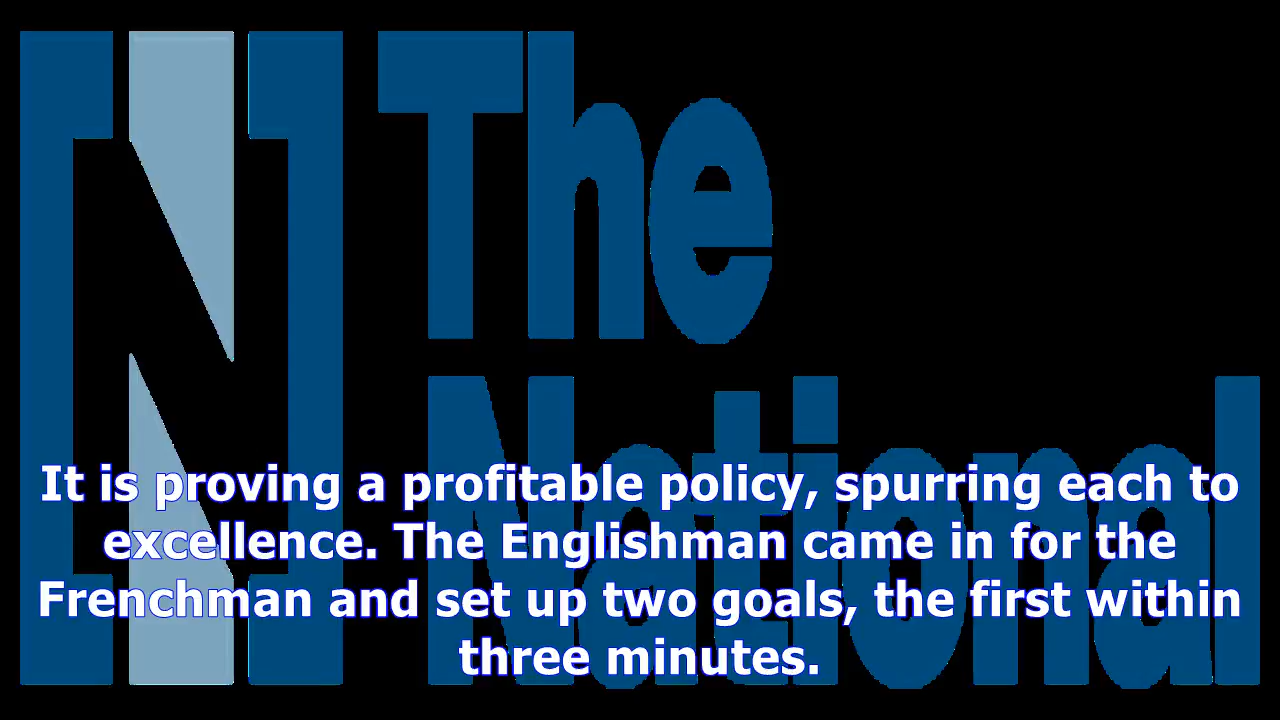 [N] The
National
It is proving a profitable policy, spurring each to
excellence. The Englishman came in for the
Frenchman and set up two goals, the first within
three minutes.